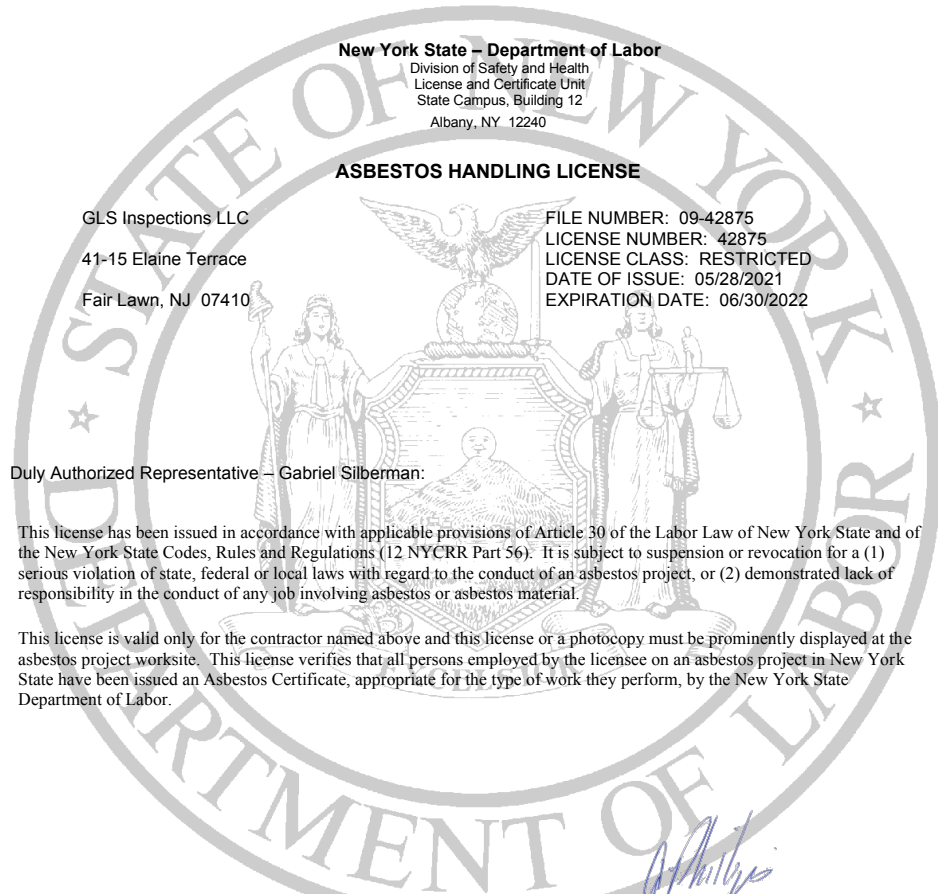 New York State – Department of Labor
Division of Safety and Health
License and Certificate Unit
State Campus, Building 12
Albany, NY 12240
ASBESTOS HANDLING LICENSE
GLS Inspections LLC
41-15 Elaine Terrace
Fair Lawn, NJ 07410
FILE NUMBER: 09-42875
LICENSE NUMBER: 42875
LICENSE CLASS: RESTRICTED
DATE OF ISSUE: 05/28/2021
EXPIRATION DATE: 06/30/2022
Duly Authorized Representative – Gabriel Silberman:
This license has been issued in accordance with applicable provisions of Article 30 of the Labor Law of New York State and of
the New York State Codes, Rules and Regulations (12 NYCRR Part 56). It is subject to suspension or revocation for a (1)
serious violation of state, federal or local laws with regard to the conduct of an asbestos project, or (2) demonstrated lack of
responsibility in the conduct of any job involving asbestos or asbestos material.
This license is valid only for the contractor named above and this license or a photocopy must be prominently displayed at the
asbestos project worksite. This license verifies that all persons employed by the licensee on an asbestos project in New York
State have been issued an Asbestos Certificate, appropriate for the type of work they perform, by the New York State
Department of Labor.
STATE OF NEW YORK
DEPARTMENT OF LABOR
EXCELSIOR